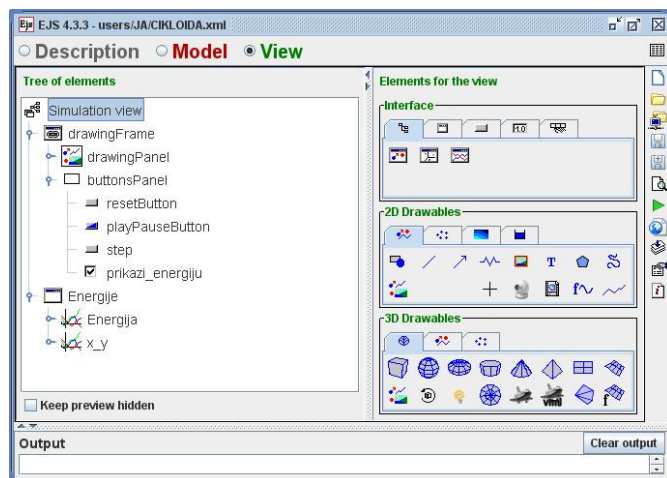 EJS 4.3.3 - users/JA/CIKLOIDA.xml
Description Model View
Tree of elements
Simulation view
drawingFrame
drawingPanel
buttonsPanel
resetButton
playPauseButton
step
prikazi_energiju
Energije
Energija
x_y
Keep preview hidden
Elements for the view
Interface
2D Drawables
3D Drawables
Output
Clear output